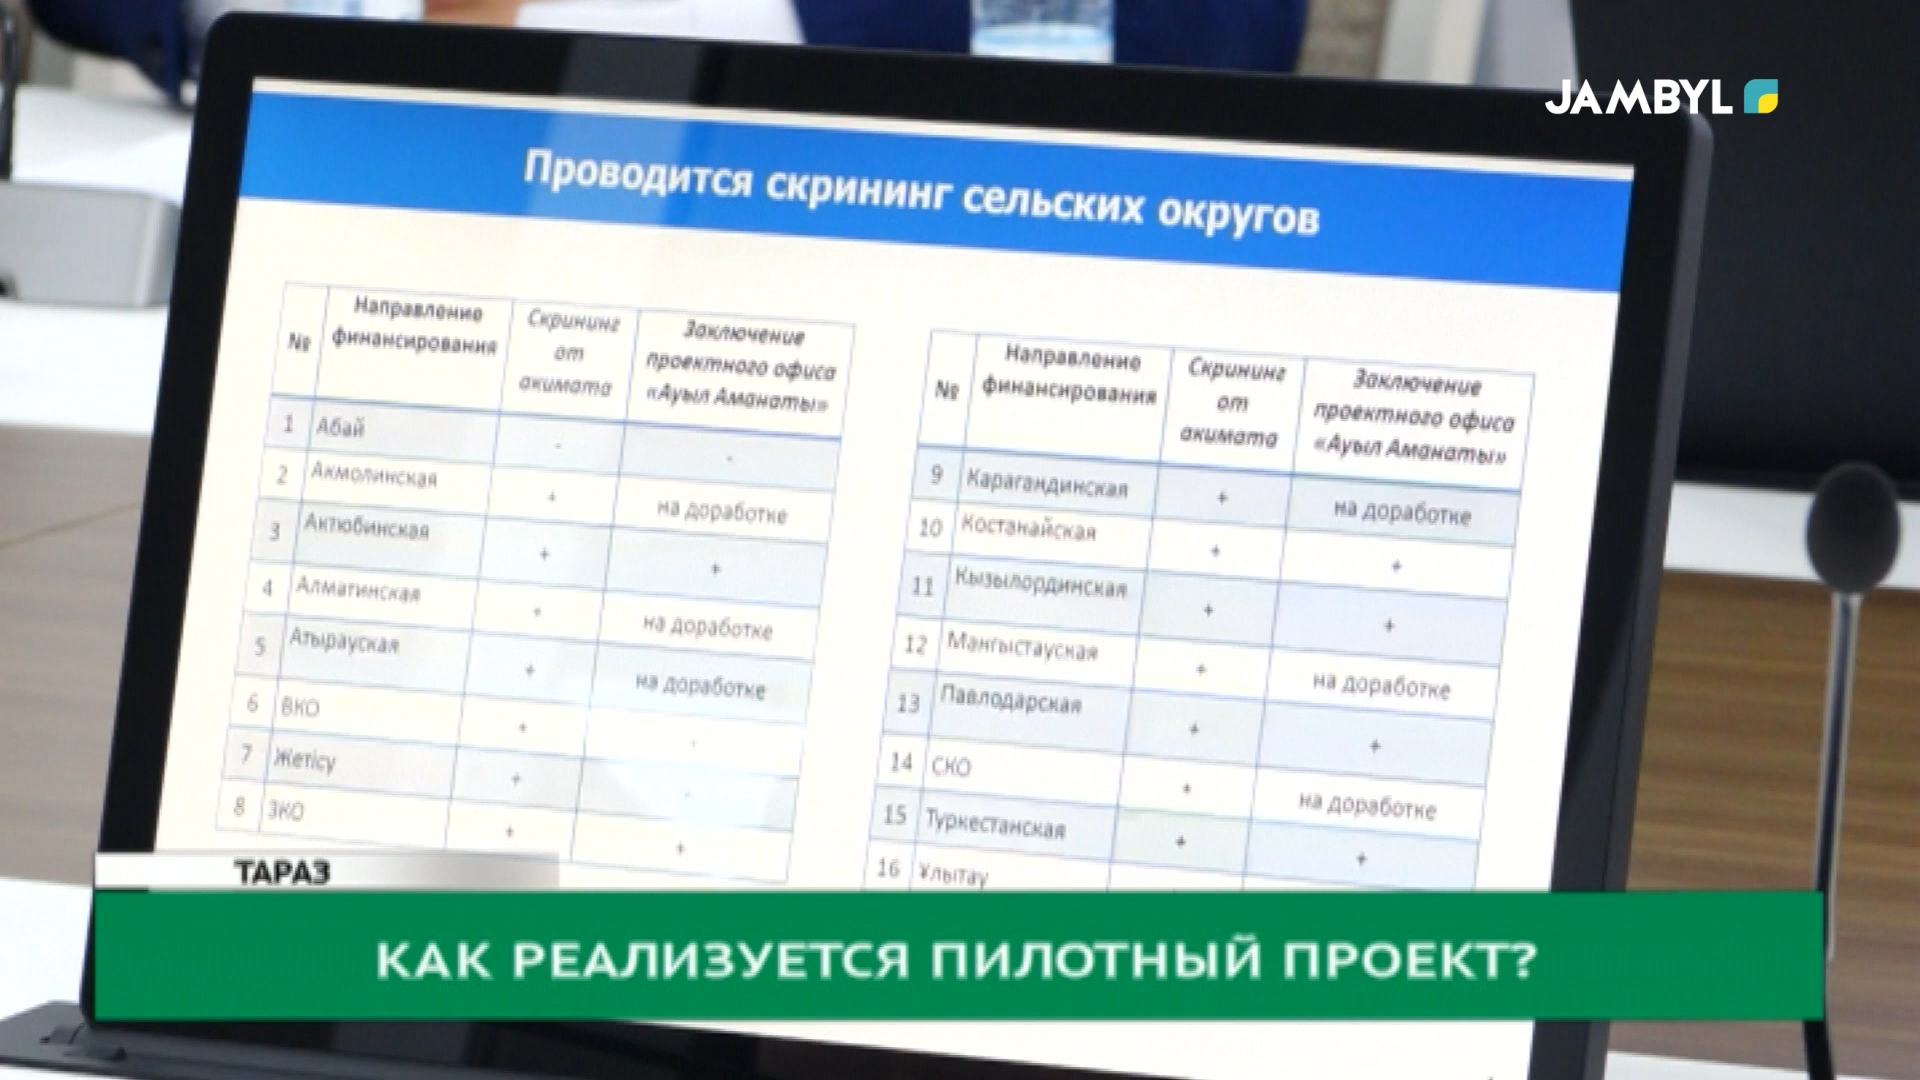 JAMBYL
Проводится скрининг сельских округов
№ Направление финансирования Скрининг от акимата Заключение проектного офиса «Ауыл Аманаты»
1 Абай - -
2 Акмолинская + на доработке
3 Актюбинская + +
4 Алматинская + на доработке
5 Атырауская + на доработке
6 ВКО +
7 Жетісу +
8 ЗКО + +
№ Направление финансирования Скрининг от акимата Заключение проектного офиса «Ауыл Аманаты»
9 Карагандинская + на доработке
10 Костанайская + +
11 Кызылординская + +
12 Мангыстауская + на доработке
13 Павлодарская + +
14 СКО + на доработке
15 Туркестанская + +
16 Ұлытау
ТАРАЗ
КАК РЕАЛИЗУЕТСЯ ПИЛОТНЫЙ ПРОЕКТ?